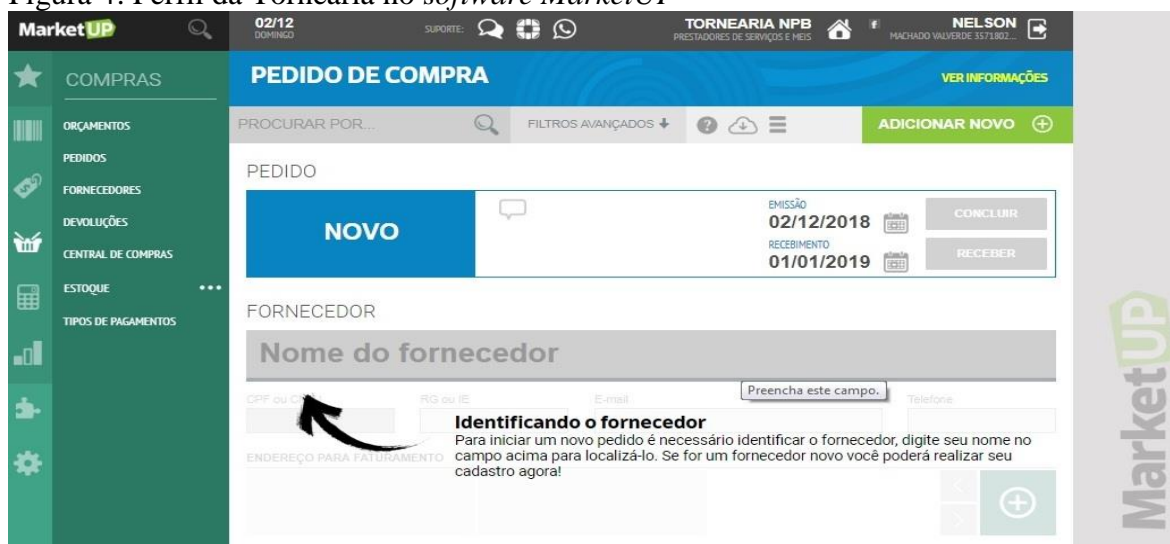 Figura 4: Perfil da Tornearia no software MarketUP
MarketUP
02/12
DOMINGO
SUPORTE:
TORNEARIA NPB
PRESTADORES DE SERVIÇOS E MEIS
NELSON
MACHADO VALVERDE 3571802...
COMPRAS
ORÇAMENTOS
PEDIDOS
FORNECEDORES
DEVOLUÇÕES
CENTRAL DE COMPRAS
ESTOQUE
TIPOS DE PAGAMENTOS
PEDIDO DE COMPRA
VER INFORMAÇÕES
PROCURAR POR...
FILTROS AVANÇADOS
ADICIONAR NOVO
PEDIDO
NOVO
EMISSÃO
02/12/2018
CONCLUIR
RECEBIMENTO
01/01/2019
RECEBER
FORNECEDOR
Nome do fornecedor
Preencha este campo.
CPF ou
RG ou IE
E-mail
Telefone
Identificando o fornecedor
Para iniciar um novo pedido é necessário identificar o fornecedor, digite seu nome no
campo acima para localizá-lo. Se for um fornecedor novo você poderá realizar seu
cadastro agora!
ENDEREÇO PARA FATURAMENTO
MarketUP